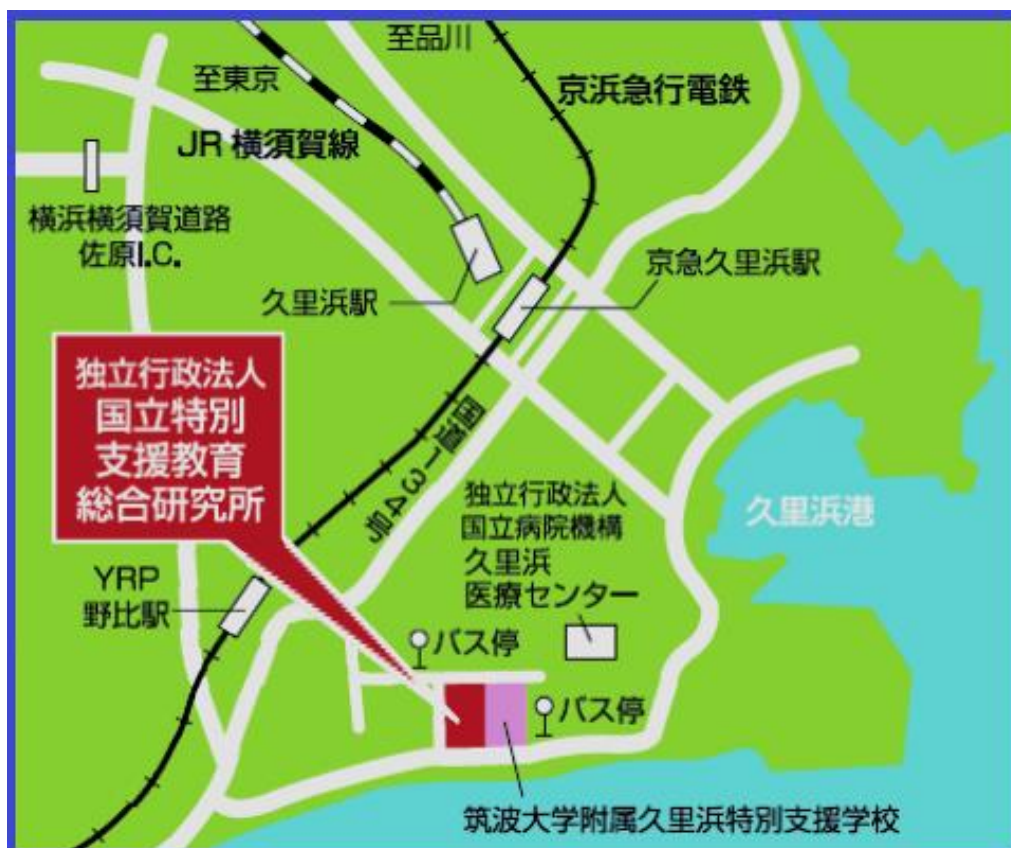 至品川
至東京
京浜急行電鉄
JR 横須賀線
横浜横須賀道路
佐原I.C.
京急久里浜駅
久里浜駅
独立行政法人
国立特別
支援教育
総合研究所
国道134号
独立行政法人
国立病院機構
久里浜
医療センター
久里浜港
YRP
野比駅
バス停
バス停
筑波大学附属久里浜特別支援学校